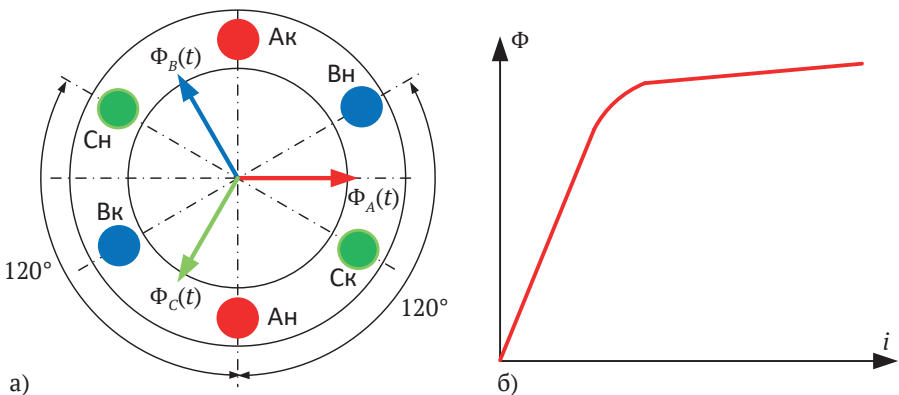 Ак
Φ_B(t)
Вн
Сн
Φ_A(t)
Вк
Ск
120°
120°
Φ_C(t)
Ан
а)
Φ
i
б)